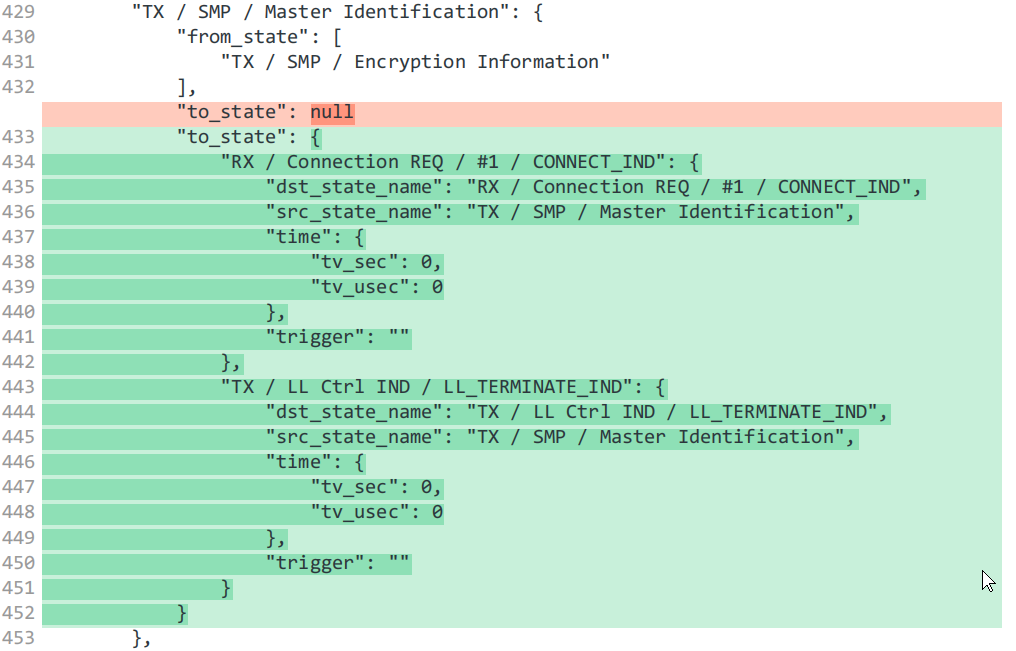 429 "TX / SMP / Master Identification": {
430 "from_state": [
431 "TX / SMP / Encryption Information"
432 ],
"to_state": null
433 "to_state": {
434 "RX / Connection REQ / #1 / CONNECT_IND": {
435 "dst_state_name": "RX / Connection REQ / #1 / CONNECT_IND",
436 "src_state_name": "TX / SMP / Master Identification",
437 "time": {
438 "tv_sec": 0,
439 "tv_usec": 0
440 },
441 "trigger": ""
442 },
443 "TX / LL Ctrl IND / LL_TERMINATE_IND": {
444 "dst_state_name": "TX / LL Ctrl IND / LL_TERMINATE_IND",
445 "src_state_name": "TX / SMP / Master Identification",
446 "time": {
447 "tv_sec": 0,
448 "tv_usec": 0
449 },
450 "trigger": ""
451 }
452 }
453 },